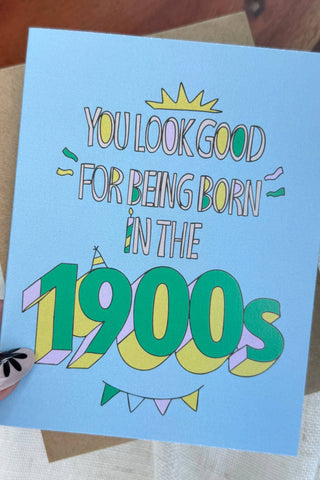 YOU LOOK GOOD
FOR BEING BORN
IN THE
1900s